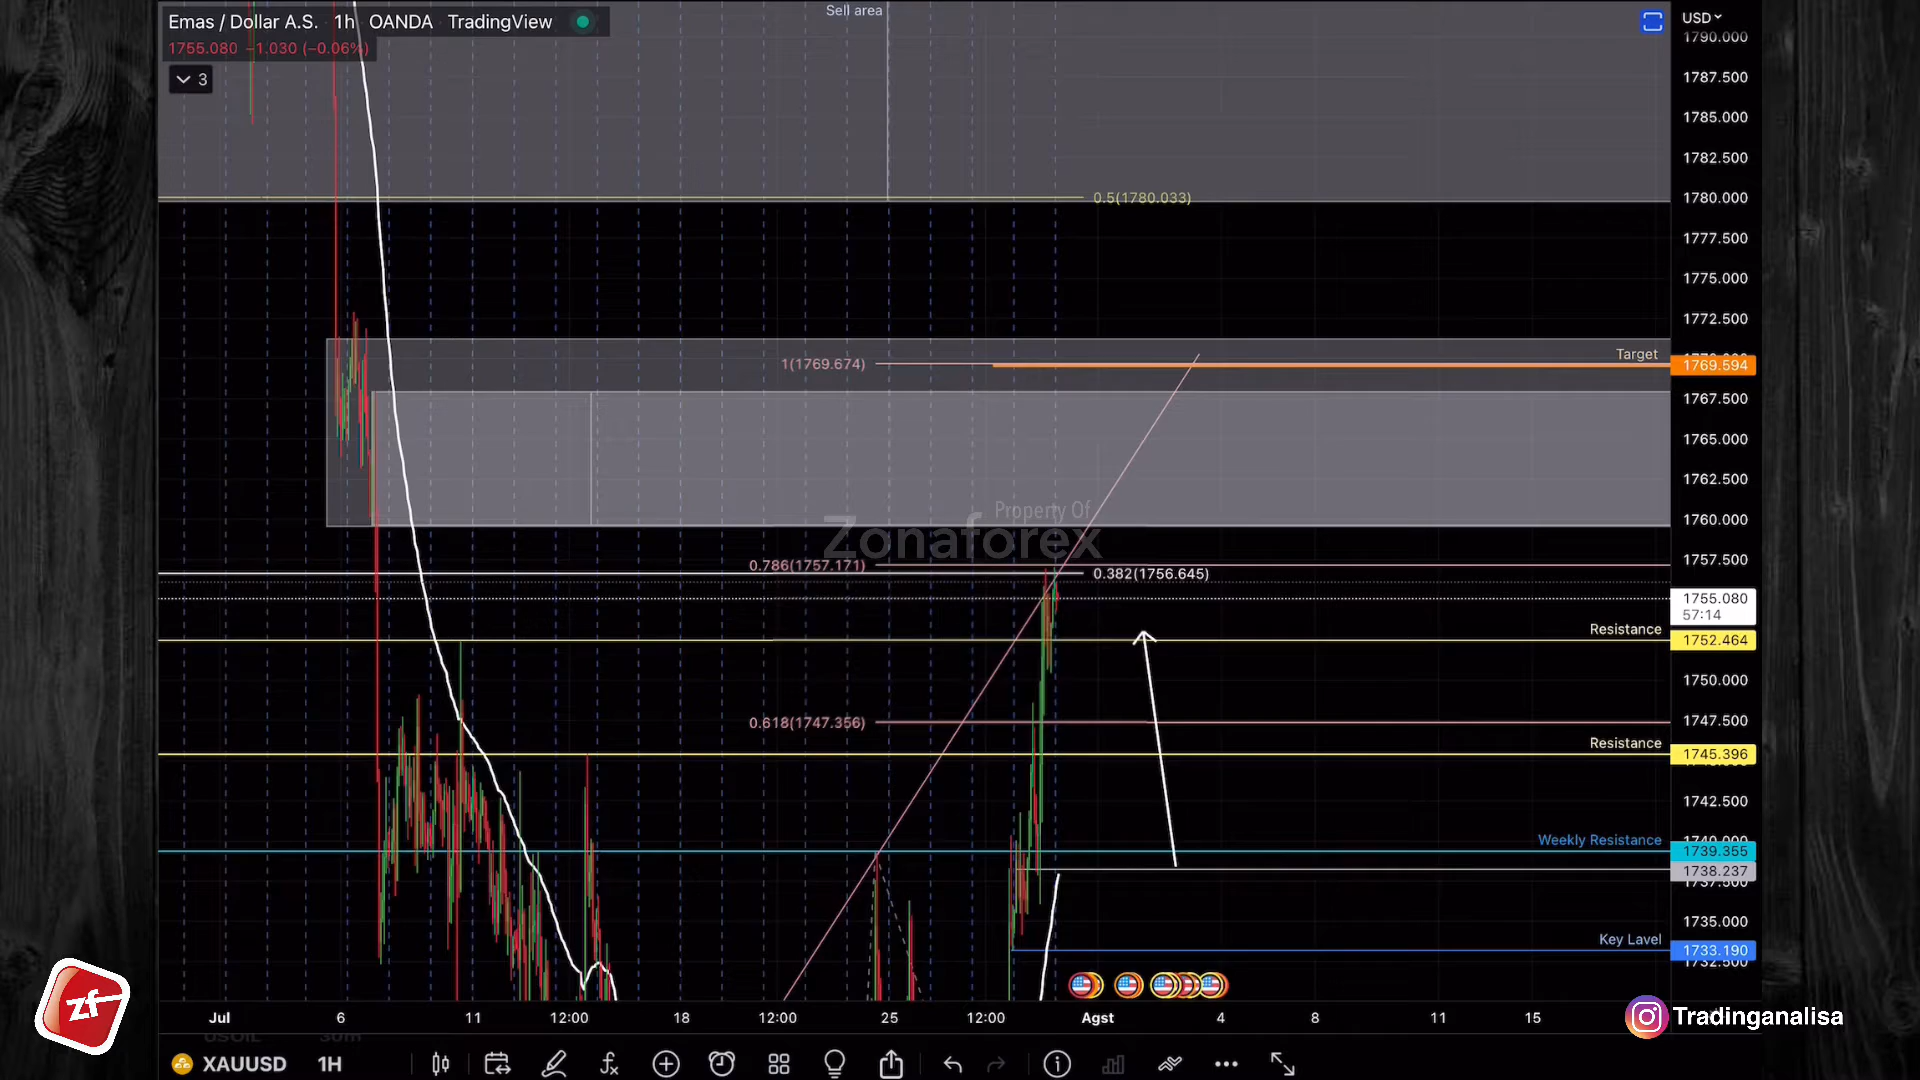 Emas / Dollar A.S. 1h OANDA TradingView
1755.080 −1.030 (−0.06%)
3
Sell area
USD
1790.000
1787.500
1785.000
1782.500
0.5(1780.033)
1780.000
1777.500
1775.000
1772.500
Target
1(1769.674)
1769.594
1767.500
1765.000
1762.500
Property Of
Zonaforex
1760.000
1757.500
0.786(1757.171)
0.382(1756.645)
1755.080
57:14
Resistance
1752.464
1750.000
0.618(1747.356)
1747.500
Resistance
1745.396
1742.500
Weekly Resistance
1739.355
1738.237
1737.500
1735.000
Key Lavel
1733.190
1732.500
Jul 6 11 12:00 18 12:00 25 12:00 Agst 4 8 11 15
zf
Tradinganalisa
USOIL 30m
XAUUSD 1H